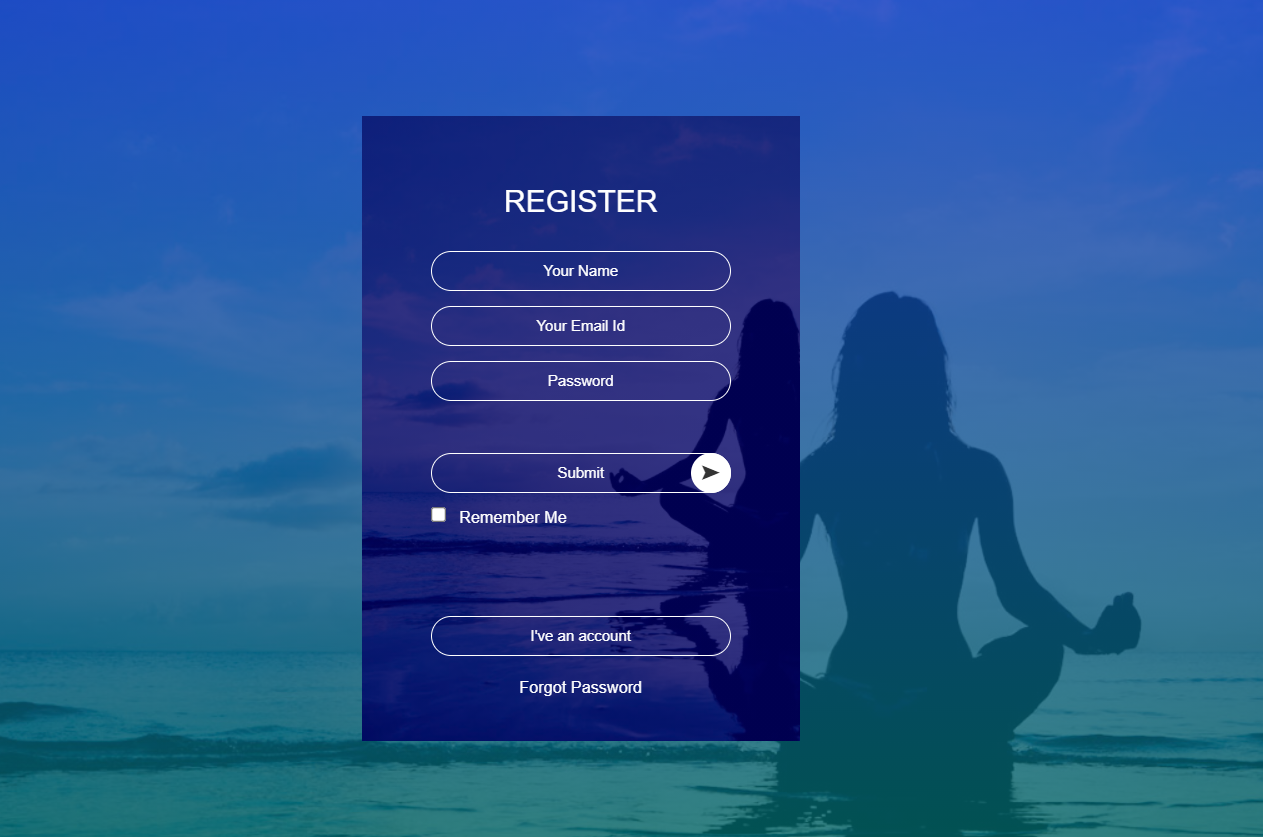 REGISTER
Your Name
Your Email Id
Password
Submit
Remember Me
I've an account
Forgot Password